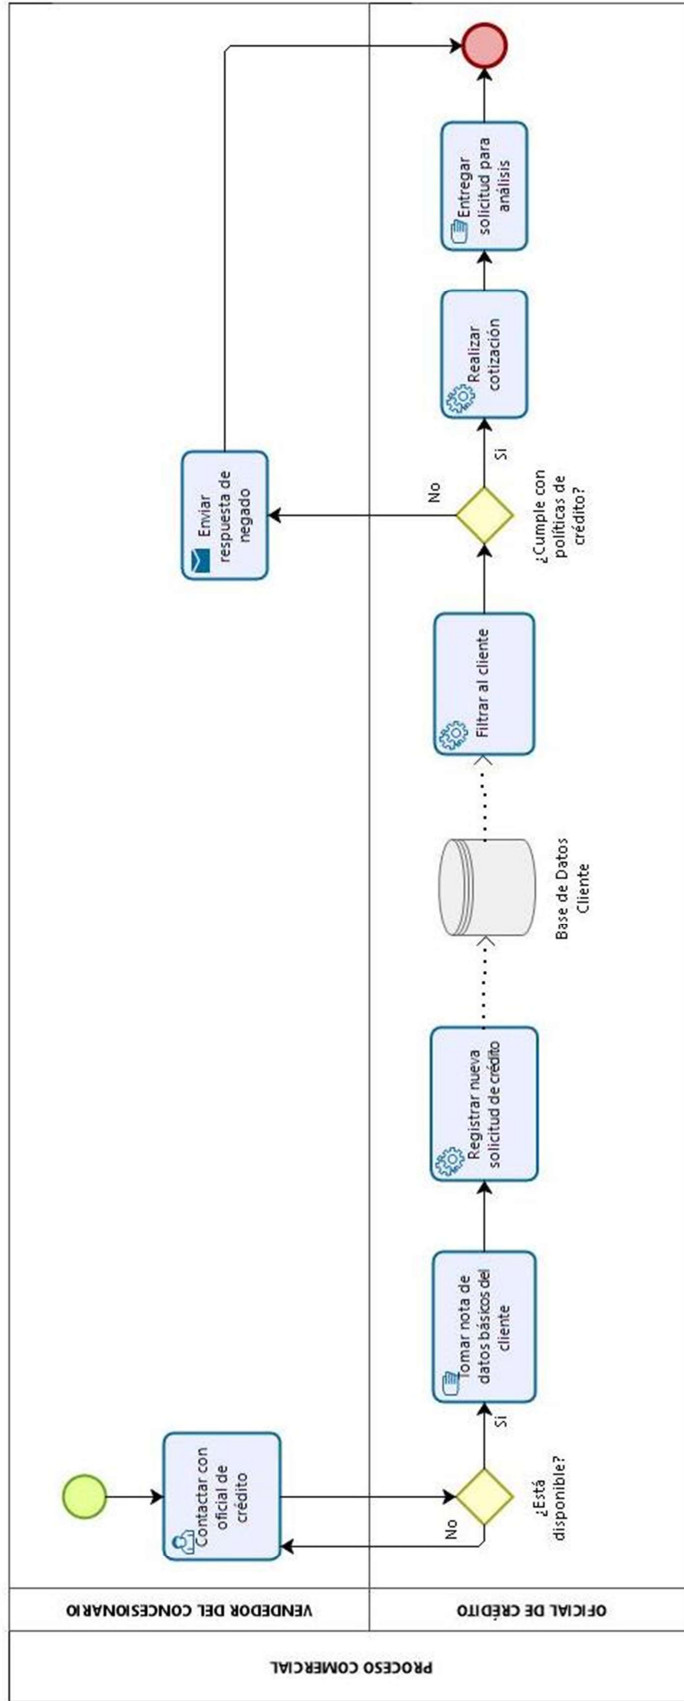 PROCESO COMERCIAL
VENDEDOR DEL CONCESIONARIO
Contactar con
oficial de
crédito
Enviar
respuesta de
negado
OFICIAL DE CRÉDITO
No
¿Está
disponible?
Si
Tomar nota de
datos básicos del
cliente
Registrar nueva
solicitud de crédito
Base de Datos
Cliente
Filtrar al cliente
No
¿Cumple con
políticas de
crédito?
Si
Realizar
cotización
Entregar
solicitud para
análisis